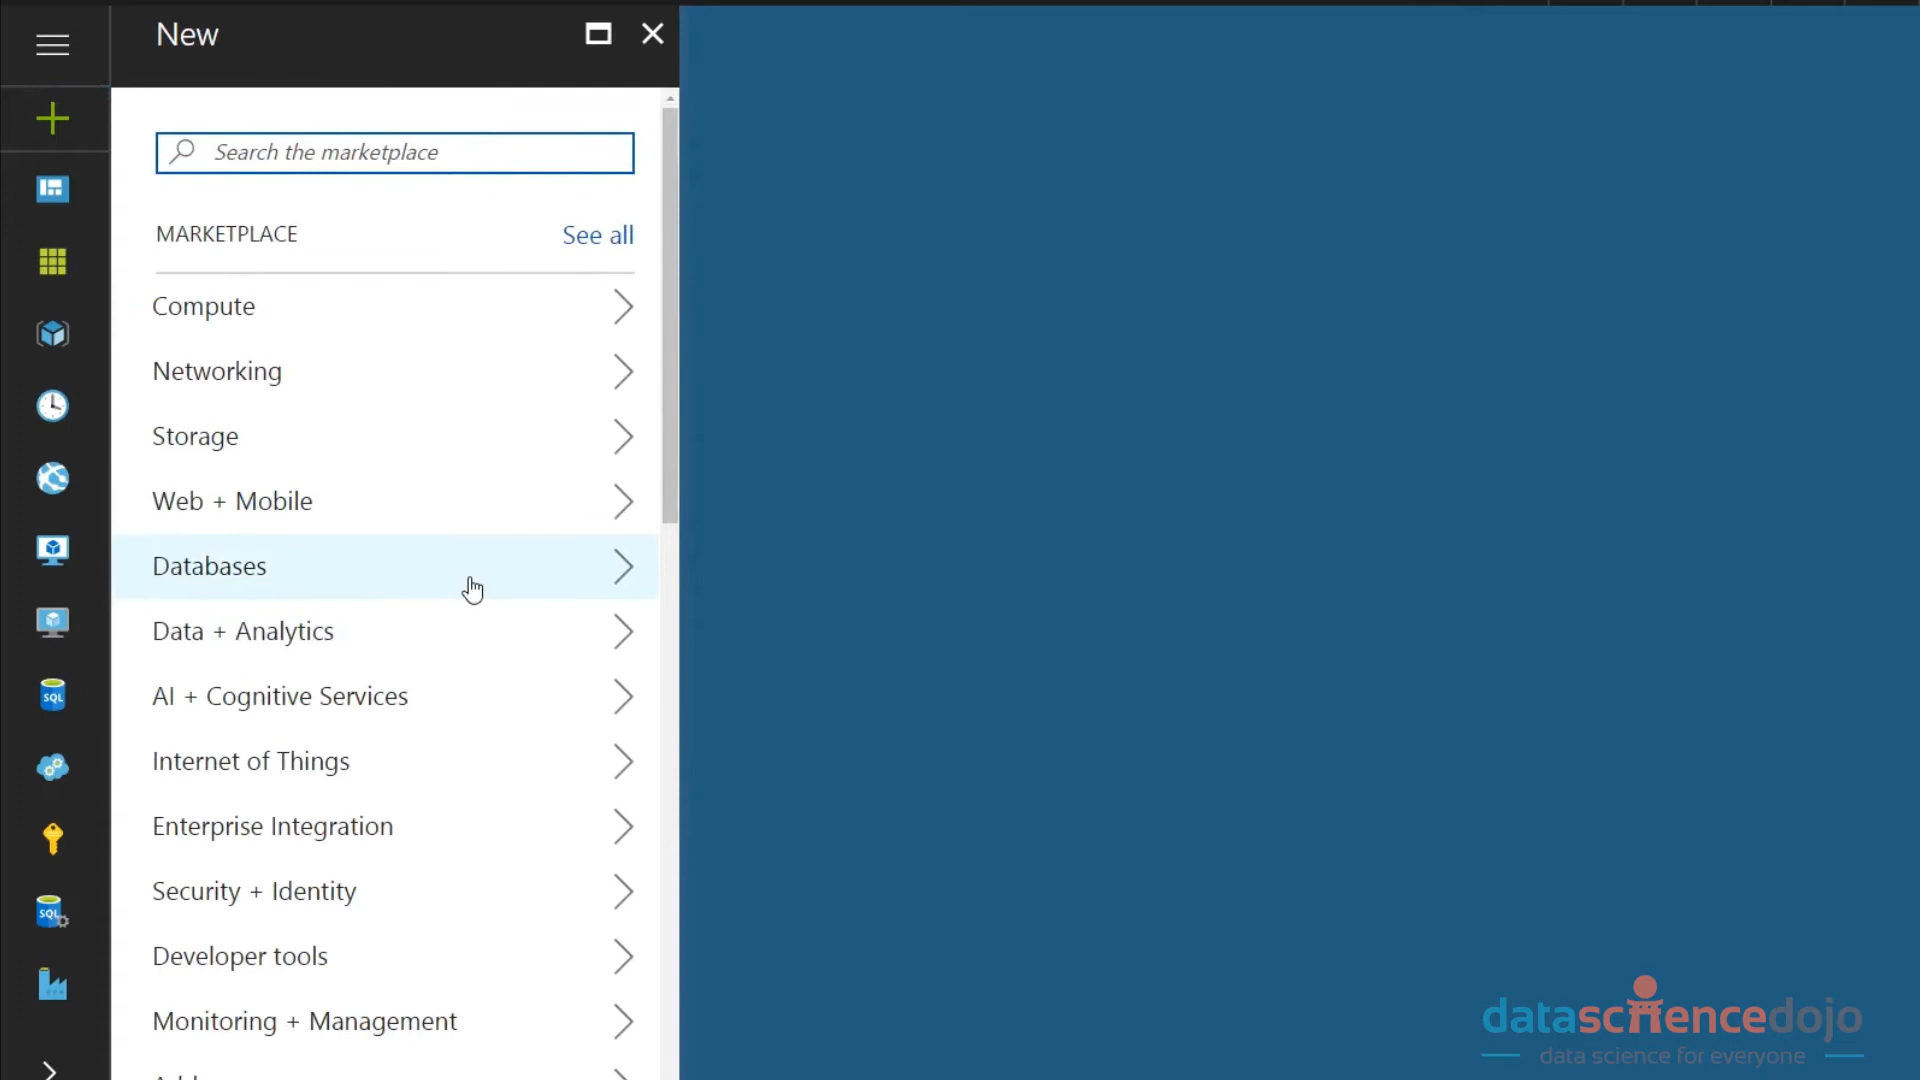 New
Search the marketplace
MARKETPLACE
See all
Compute
Networking
Storage
Web + Mobile
Databases
Data + Analytics
AI + Cognitive Services
Internet of Things
Enterprise Integration
Security + Identity
Developer tools
Monitoring + Management
SQL
SQL
datasciencedojo
data science for everyone